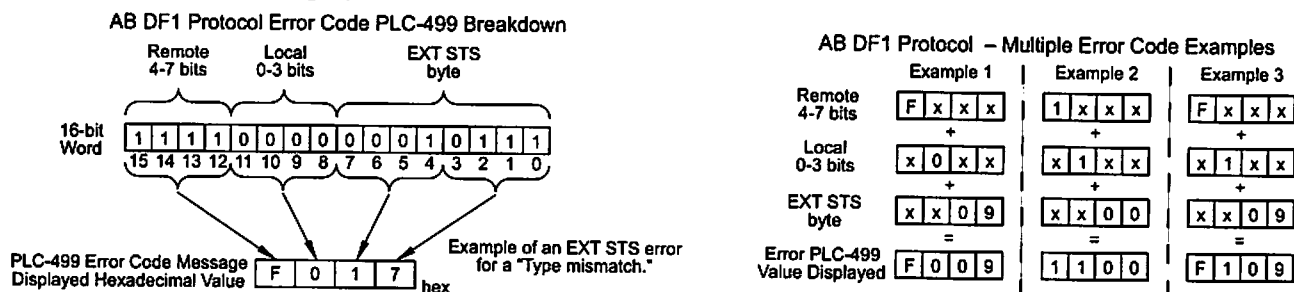 AB DF1 Protocol Error Code PLC-499 Breakdown
Remote
4-7 bits
Local
0-3 bits
EXT STS
byte
16-bit
Word
1 1 1 1 0 0 0 0 0 0 0 1 0 1 1 1
15 14 13 12 11 10 9 8 7 6 5 4 3 2 1 0
PLC-499 Error Code Message
Displayed Hexadecimal Value
F 0 1 7 hex
Example of an EXT STS error
for a "Type mismatch."
AB DF1 Protocol – Multiple Error Code Examples
Example 1 Example 2 Example 3
Remote
4-7 bits
F x x x 1 x x x F x x x
+ + +
Local
0-3 bits
x 0 x x x 1 x x x 1 x x
+ + +
EXT STS
byte
x x 0 9 x x 0 0 x x 0 9
= = =
Error PLC-499
Value Displayed
F 0 0 9 1 1 0 0 F 1 0 9